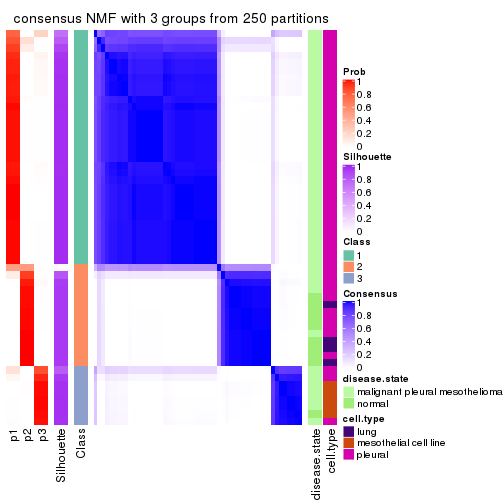 consensus NMF with 3 groups from 250 partitions
Prob
1
0.8
0.6
0.4
0.2
0
Silhouette
1
0.8
0.6
0.4
0.2
0
Class
1
2
3
Consensus
1
0.8
0.6
0.4
0.2
0
disease.state
malignant pleural mesothelioma
normal
cell.type
lung
mesothelial cell line
pleural
p1
p2
p3
Silhouette
Class
disease.state
cell.type